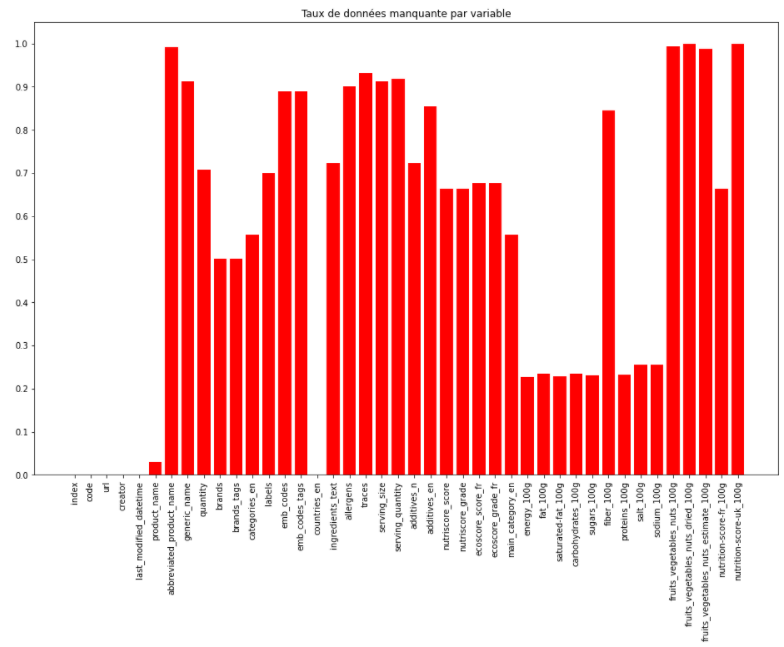 Taux de données manquante par variable
1.0
0.9
0.8
0.7
0.6
0.5
0.4
0.3
0.2
0.1
0.0
index
code
url
creator
last_modified_datetime
product_name
abbreviated_product_name
generic_name
quantity
brands
brands_tags
categories_en
labels
emb_codes
emb_codes_tags
countries_en
ingredients_text
allergens
traces
serving_size
serving_quantity
additives_n
additives_en
nutriscore_score
nutriscore_grade
ecoscore_score_fr
ecoscore_grade_fr
main_category_en
energy_100g
fat_100g
saturated-fat_100g
carbohydrates_100g
sugars_100g
fiber_100g
proteins_100g
salt_100g
sodium_100g
fruits_vegetables_nuts_100g
fruits_vegetables_nuts_dried_100g
fruits_vegetables_nuts_estimate_100g
nutrition-score-fr_100g
nutrition-score-uk_100g